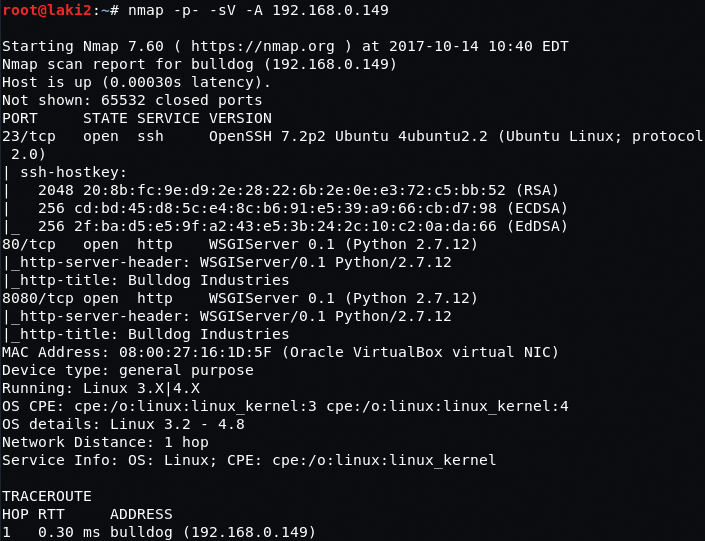 root@laki2:~# nmap -p- -sV -A 192.168.0.149

Starting Nmap 7.60 ( https://nmap.org ) at 2017-10-14 10:40 EDT
Nmap scan report for bulldog (192.168.0.149)
Host is up (0.00030s latency).
Not shown: 65532 closed ports
PORT     STATE SERVICE VERSION
23/tcp   open  ssh     OpenSSH 7.2p2 Ubuntu 4ubuntu2.2 (Ubuntu Linux; protocol
 2.0)
| ssh-hostkey:
|   2048 20:8b:fc:9e:d9:2e:28:22:6b:2e:0e:e3:72:c5:bb:52 (RSA)
|   256 cd:bd:45:d8:5c:e4:8c:b6:91:e5:39:a9:66:cb:d7:98 (ECDSA)
|_  256 2f:ba:d5:e5:9f:a2:43:e5:3b:24:2c:10:c2:0a:da:66 (EdDSA)
80/tcp   open  http    WSGIServer 0.1 (Python 2.7.12)
|_http-server-header: WSGIServer/0.1 Python/2.7.12
|_http-title: Bulldog Industries
8080/tcp open  http    WSGIServer 0.1 (Python 2.7.12)
|_http-server-header: WSGIServer/0.1 Python/2.7.12
|_http-title: Bulldog Industries
MAC Address: 08:00:27:16:1D:5F (Oracle VirtualBox virtual NIC)
Device type: general purpose
Running: Linux 3.X|4.X
OS CPE: cpe:/o:linux:linux_kernel:3 cpe:/o:linux:linux_kernel:4
OS details: Linux 3.2 - 4.8
Network Distance: 1 hop
Service Info: OS: Linux; CPE: cpe:/o:linux:linux_kernel

TRACEROUTE
HOP RTT     ADDRESS
1   0.30 ms bulldog (192.168.0.149)